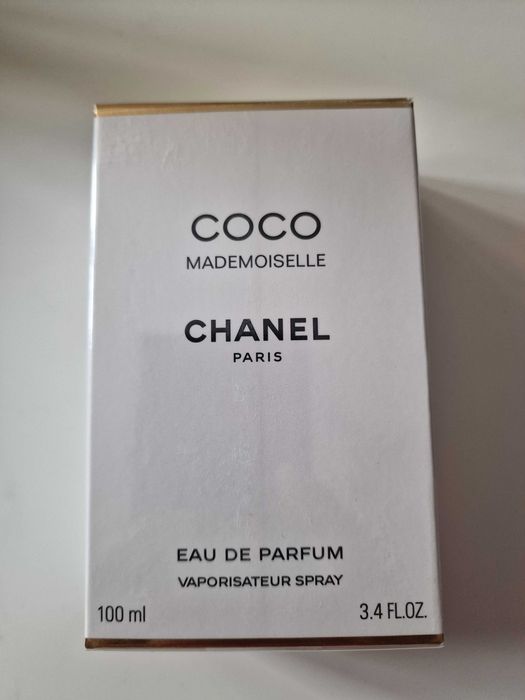 COCO
MADEMOISELLE
CHANEL
PARIS
EAU DE PARFUM
VAPORISATEUR SPRAY
100 ml 3.4 FL.OZ.